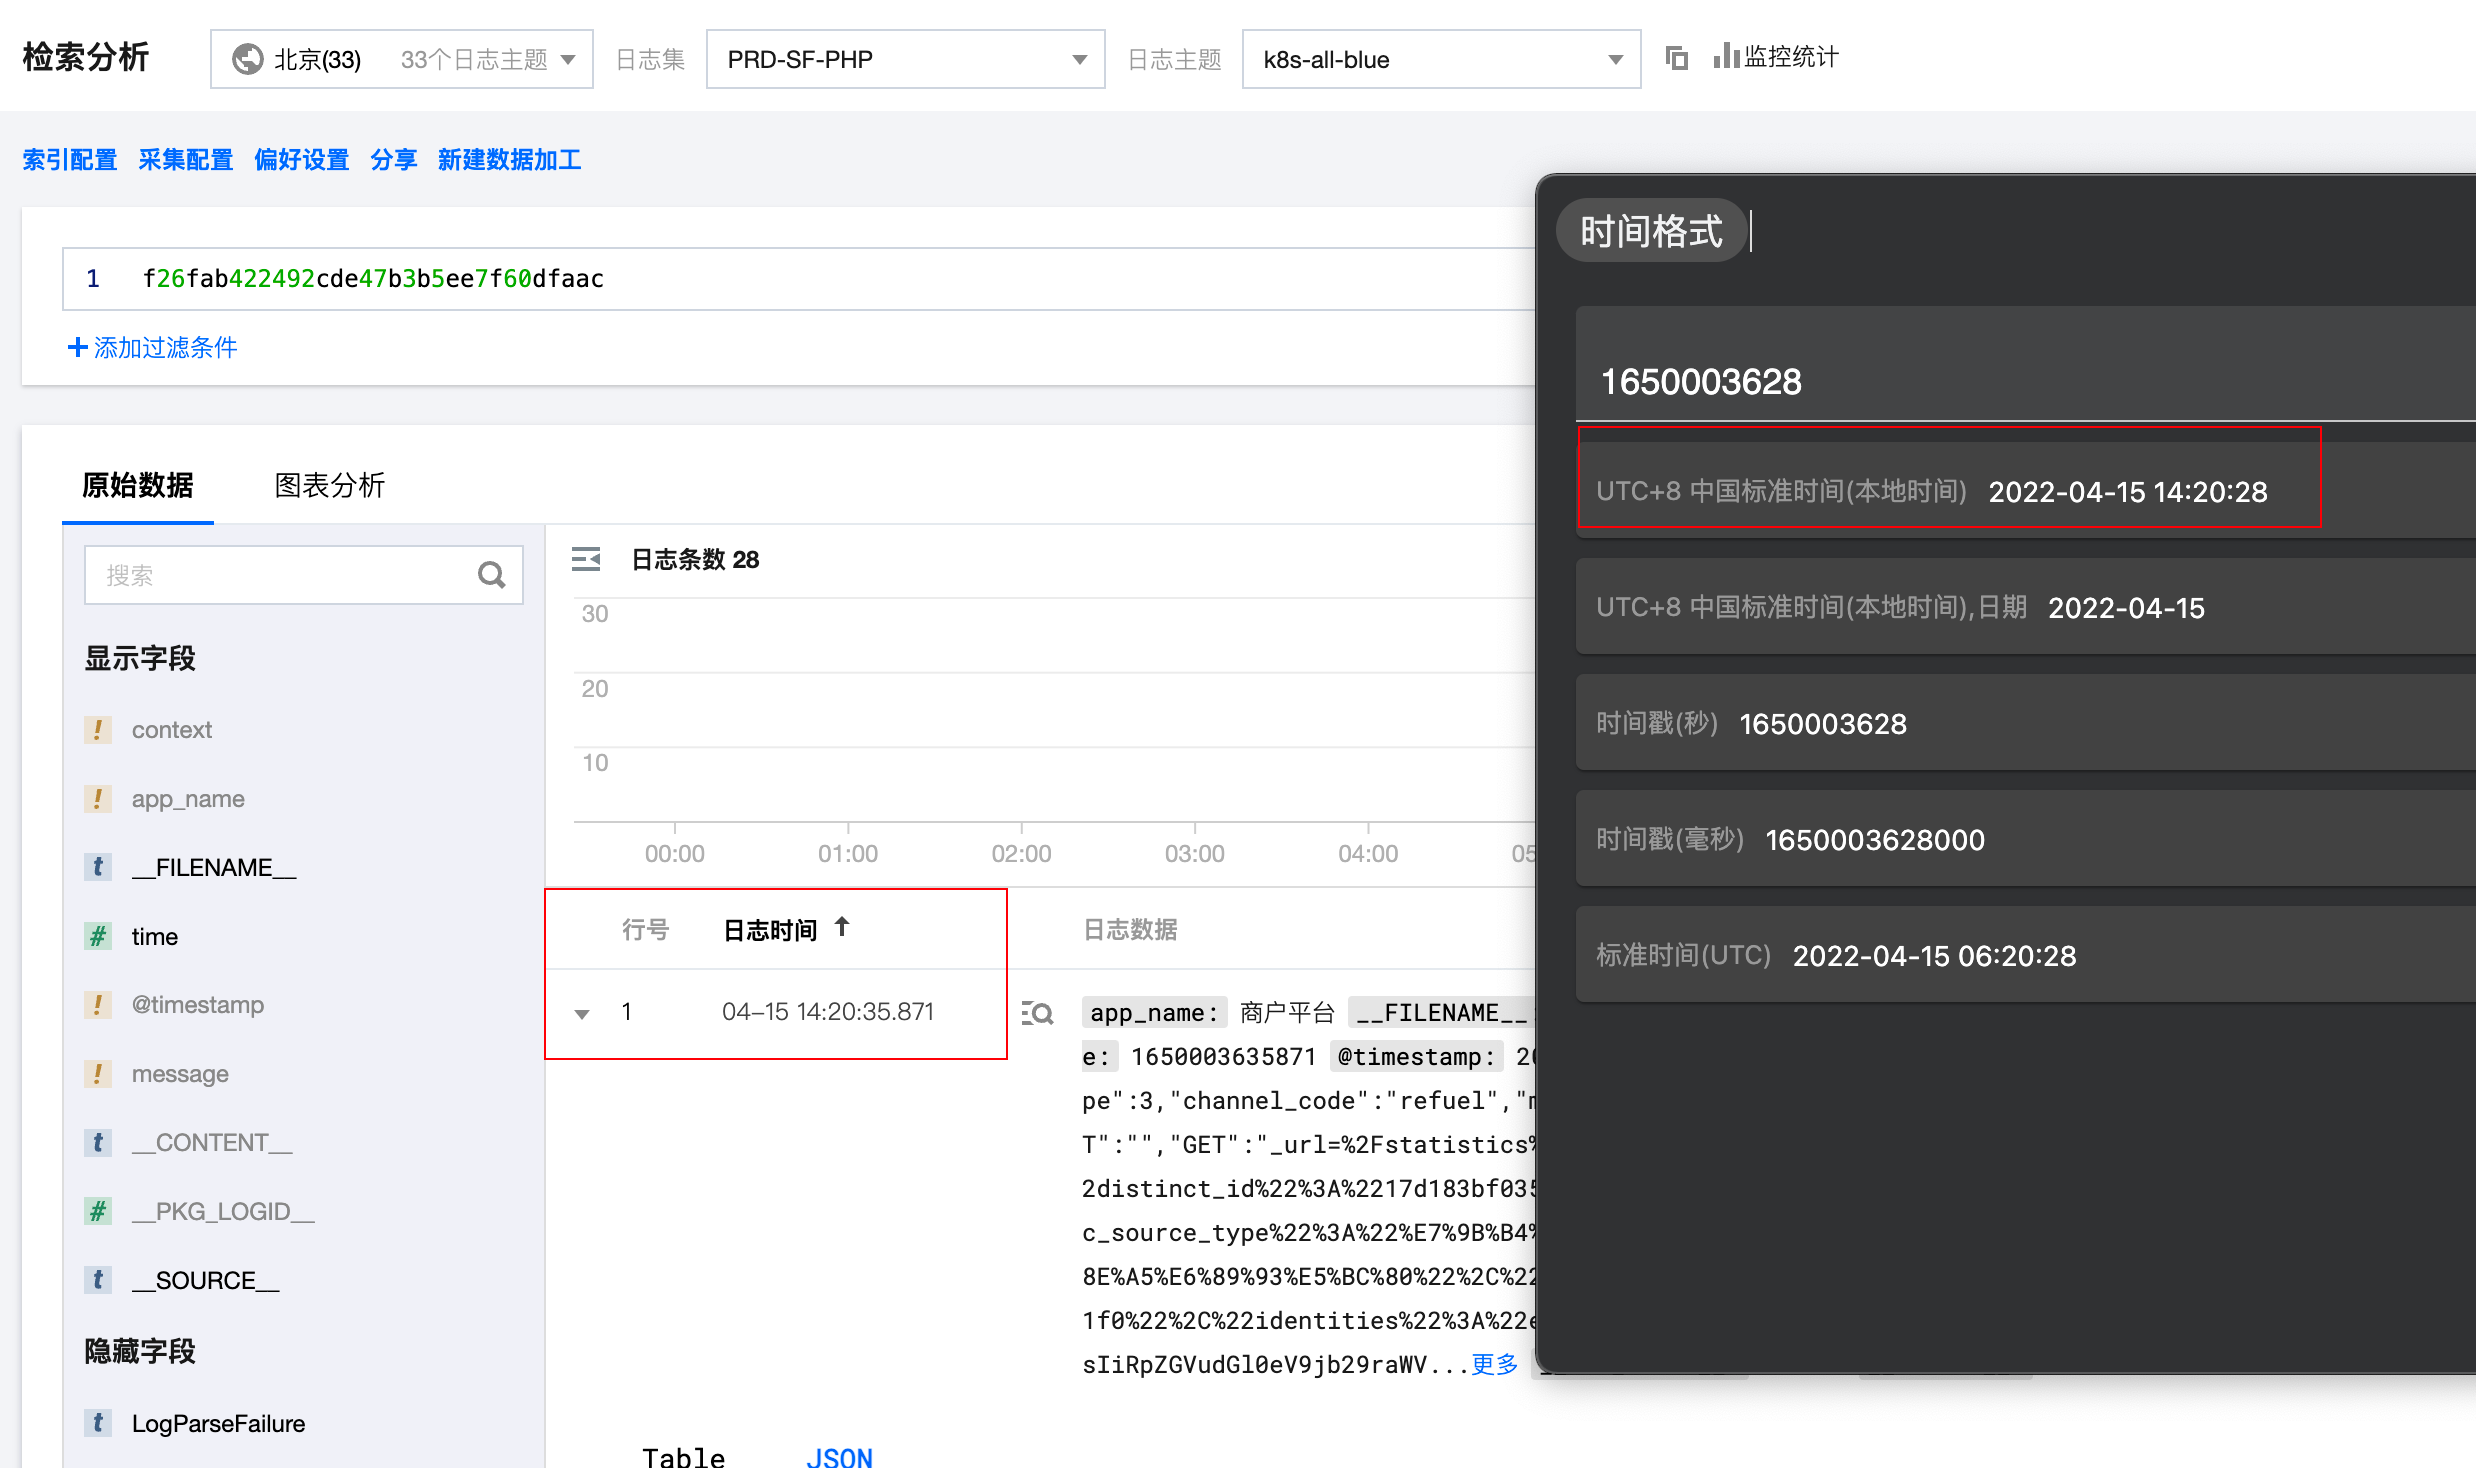 检索分析 北京(33) 33个日志主题 日志集 PRD-SF-PHP 日志主题 k8s-all-blue 监控统计
索引配置 采集配置 偏好设置 分享 新建数据加工
1 f26fab422492cde47b3b5ee7f60dfaac
添加过滤条件
原始数据 图表分析
搜索
显示字段
! context
! app_name
t __FILENAME__
# time
! @timestamp
! message
t __CONTENT__
# __PKG_LOGID__
t __SOURCE__
隐藏字段
t LogParseFailure
日志条数 28
30
20
10
00:00 01:00 02:00 03:00 04:00 05
行号 日志时间 日志数据
1 04-15 14:20:35.871
app_name: 商户平台 __FILENAME__:
e: 1650003635871 @timestamp: 20
pe":3,"channel_code":"refuel","m
T":"","GET":"_url=%2Fstatistics%
2distinct_id%22%3A%2217d183bf035
c_source_type%22%3A%22%E7%9B%B4%
8E%A5%E6%89%93%E5%BC%80%22%2C%22
1f0%22%2C%22identities%22%3A%22e
sIiRpZGVudGl0eV9jb29raWV...更多
Table JSON
时间格式
1650003628
UTC+8 中国标准时间(本地时间) 2022-04-15 14:20:28
UTC+8 中国标准时间(本地时间),日期 2022-04-15
时间戳(秒) 1650003628
时间戳(毫秒) 1650003628000
标准时间(UTC) 2022-04-15 06:20:28